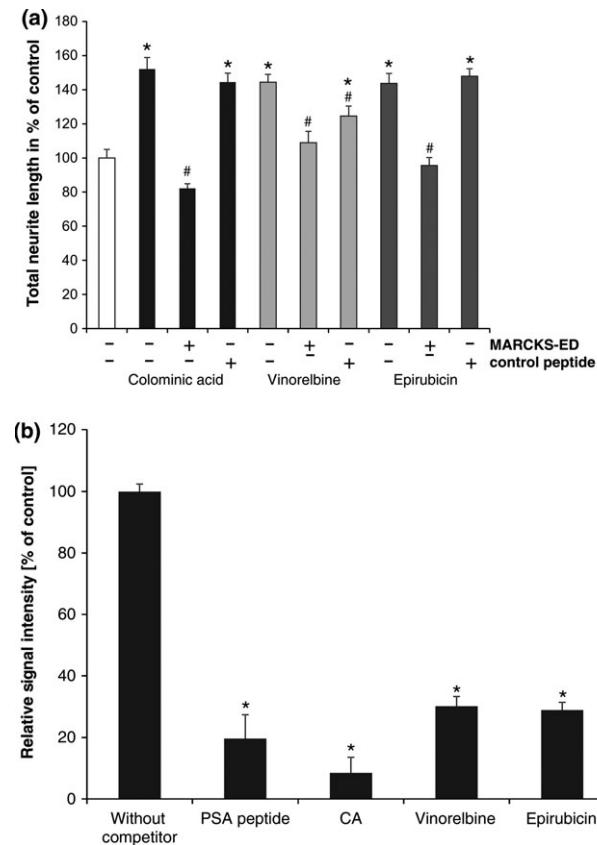 (a)
Total neurite length in % of control
180
160
140
120
100
80
60
40
20
0
* * * * * *
# # # #
– – + – – + – – + – MARCKS-ED
– – – + – – + – – + control peptide
Colominic acid Vinorelbine Epirubicin
(b)
Relative signal intensity [% of control]
120
100
80
60
40
20
0
* * * *
Without competitor PSA peptide CA Vinorelbine Epirubicin